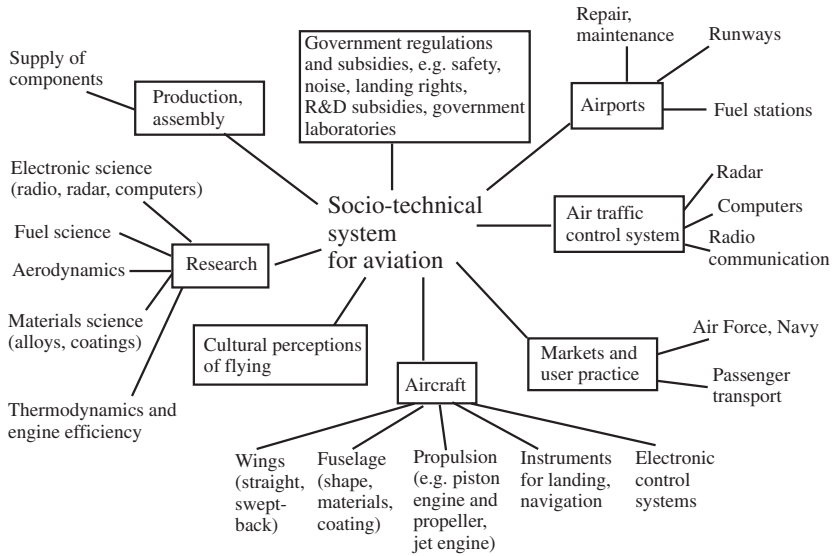 Supply of
components
Production,
assembly
Government regulations
and subsidies, e.g. safety,
noise, landing rights,
R&D subsidies, government
laboratories
Repair,
maintenance
Runways
Airports
Fuel stations
Electronic science
(radio, radar, computers)
Fuel science
Aerodynamics
Research
Materials science
(alloys, coatings)
Thermodynamics and
engine efficiency
Socio-technical
system
for aviation
Air traffic
control system
Radar
Computers
Radio
communication
Cultural perceptions
of flying
Aircraft
Markets and
user practice
Air Force, Navy
Passenger
transport
Wings
(straight,
swept-
back)
Fuselage
(shape,
materials,
coating)
Propulsion
(e.g. piston
engine and
propeller,
jet engine)
Instruments
for landing,
navigation
Electronic
control
systems